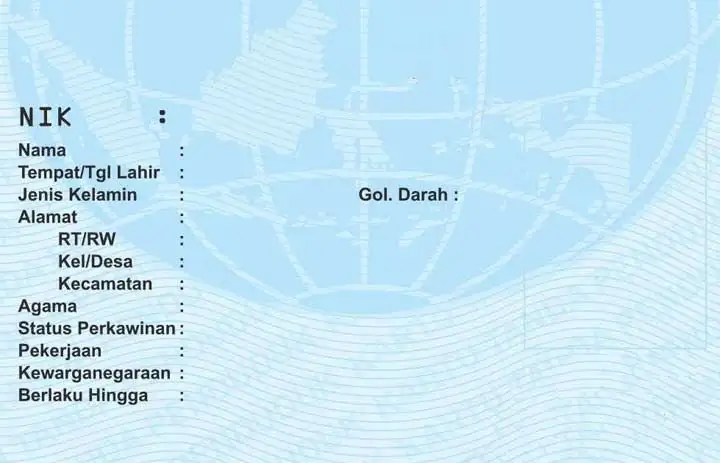 NIK :
Nama :
Tempat/Tgl Lahir :
Jenis Kelamin : Gol. Darah :
Alamat :
RT/RW :
Kel/Desa :
Kecamatan :
Agama :
Status Perkawinan :
Pekerjaan :
Kewarganegaraan :
Berlaku Hingga :